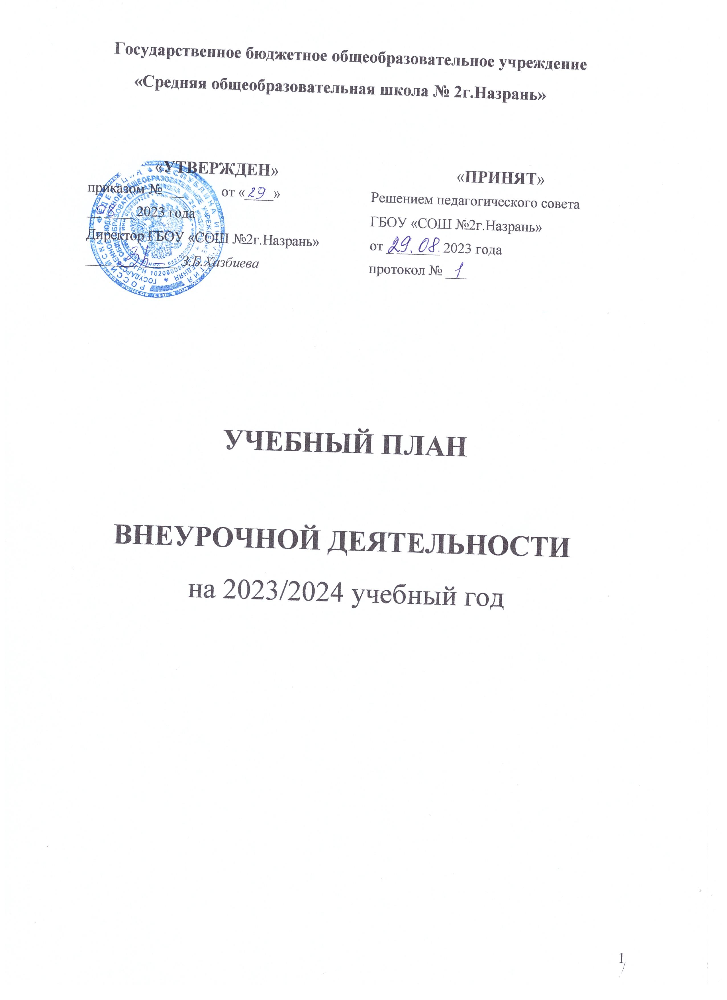 Государственное бюджетное общеобразовательное учреждение
«Средняя общеобразовательная школа № 2г.Назрань»
«УТВЕРЖДЕН»
приказом № __ от «29»
08 2023 года
Директор ГБОУ «СОШ №2г.Назрань»
З.Б.Хазбиева
«ПРИНЯТ»
Решением педагогического совета
ГБОУ «СОШ №2г.Назрань»
от 29.08. 2023 года
протокол № 1
УЧЕБНЫЙ ПЛАН
ВНЕУРОЧНОЙ ДЕЯТЕЛЬНОСТИ
на 2023/2024 учебный год
1